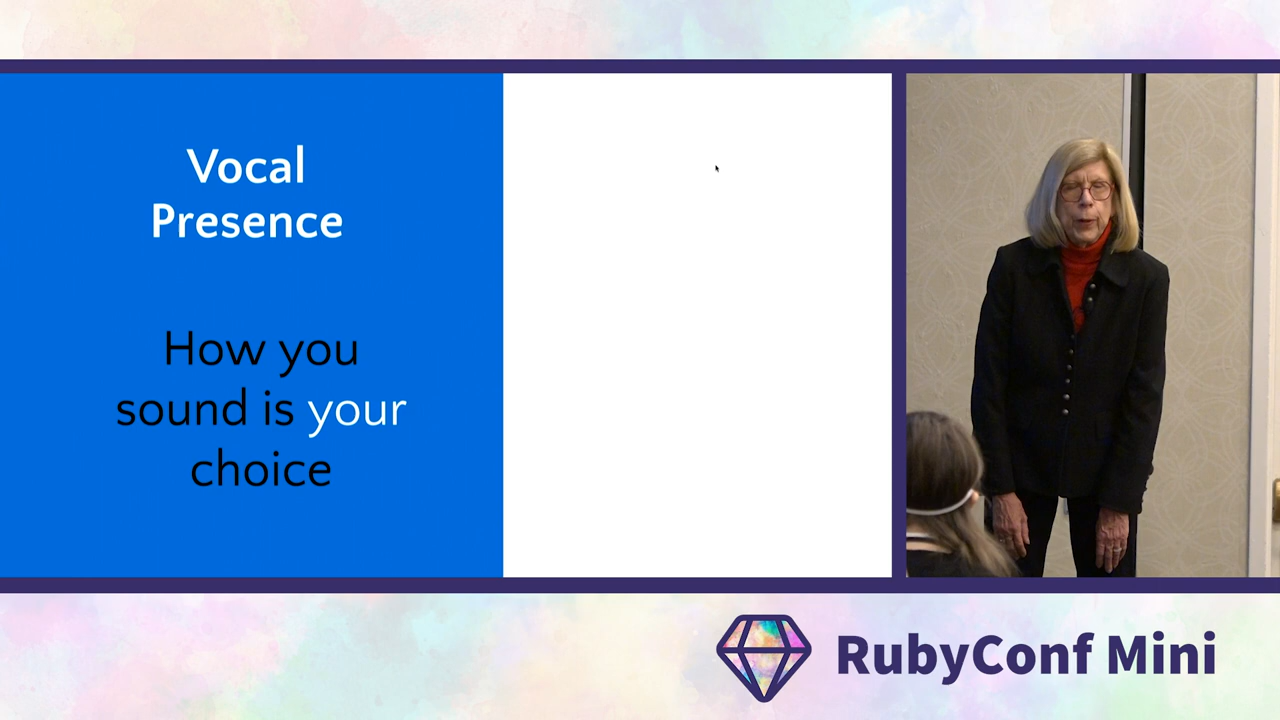 Vocal
Presence
How you
sound is your
choice
RubyConf Mini